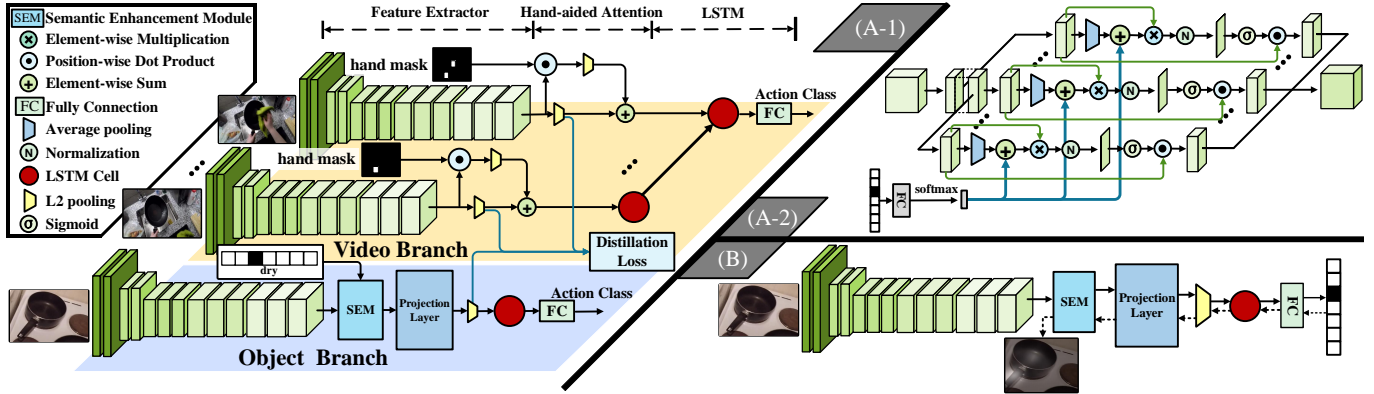 SEM Semantic Enhancement Module
× Element-wise Multiplication
Position-wise Dot Product
+ Element-wise Sum
FC Fully Connection
Average pooling
N Normalization
LSTM Cell
L2 pooling
σ Sigmoid
Feature Extractor
Hand-aided Attention
LSTM
hand mask
+
Action Class
FC
hand mask
+
Video Branch
Distillation
Loss
dry
SEM
Projection
Layer
Action Class
FC
Object Branch
(A-1)
+ × N σ
+ × N σ
+ × N σ
FC
softmax
(A-2)
(B)
SEM
Projection
Layer
FC